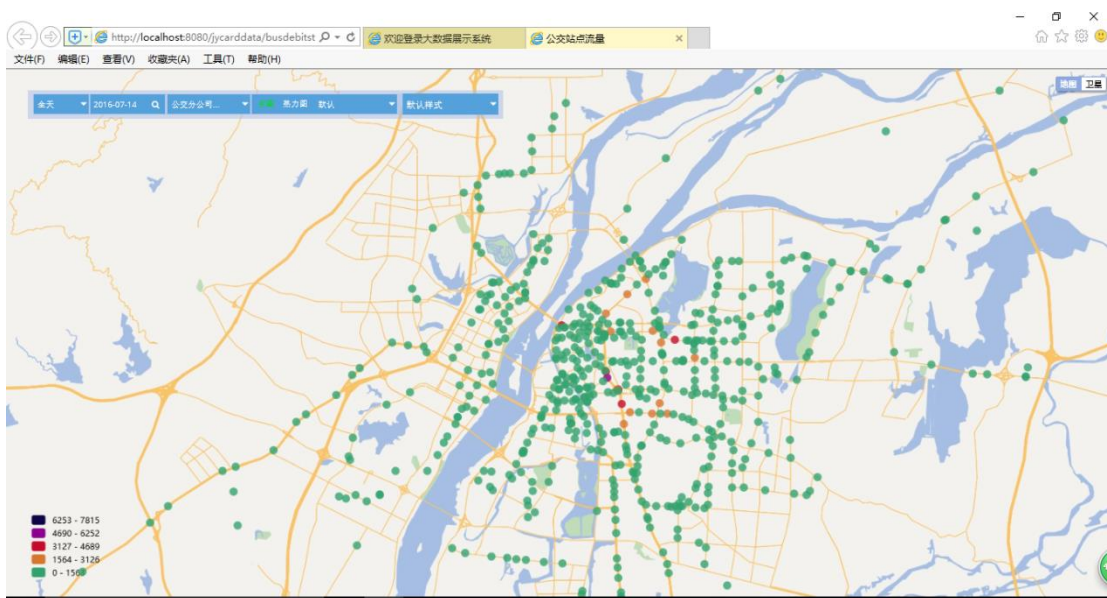 http://localhost:8080/jycarddata/busdebitst
欢迎登录大数据展示系统
公交站点流量
文件(F) 编辑(E) 查看(V) 收藏夹(A) 工具(T) 帮助(H)
全天 2016-07-14 公交分公司... 热力图 默认 默认样式
地图 卫星
6253 - 7815
4690 - 6252
3127 - 4689
1564 - 3126
0 - 156